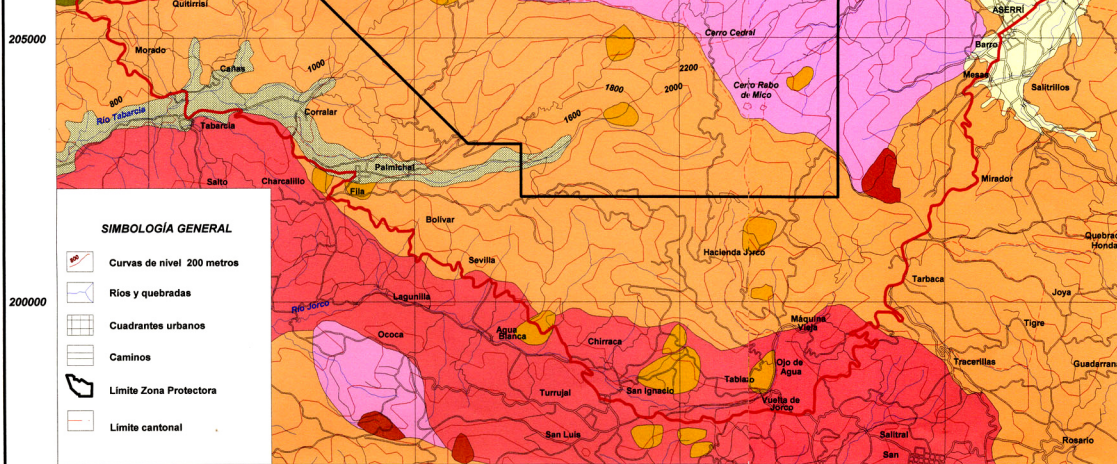 Quitirrisí
ASERRÍ
205000
Cerro Cedral
Barro
Morado
Cañas
1000
2200
Mesas
Cerro Rabo
de Mico
800
1800
2000
Salitrillos
Río Tabarcia
Corralar
1600
Tabarcia
Palmichal
Salto
Charcalillo
Fila
Mirador
Bolívar
SIMBOLOGÍA GENERAL
800
Curvas de nivel 200 metros
Ríos y quebradas
Cuadrantes urbanos
Caminos
Límite Zona Protectora
Límite cantonal
Quebrad
Honda
Hacienda Jorco
Sevilla
Tarbaca
Lagunilla
Joya
200000
Río Jorco
Máquina
Vieja
Tigre
Ococa
Agua
Blanca
Chirraca
Tracerillas
Ojo de
Agua
Guadarrana
Tablazo
San Ignacio
Turrujal
Vuelta de
Jorco
San Luis
Salitral
Rosario
San